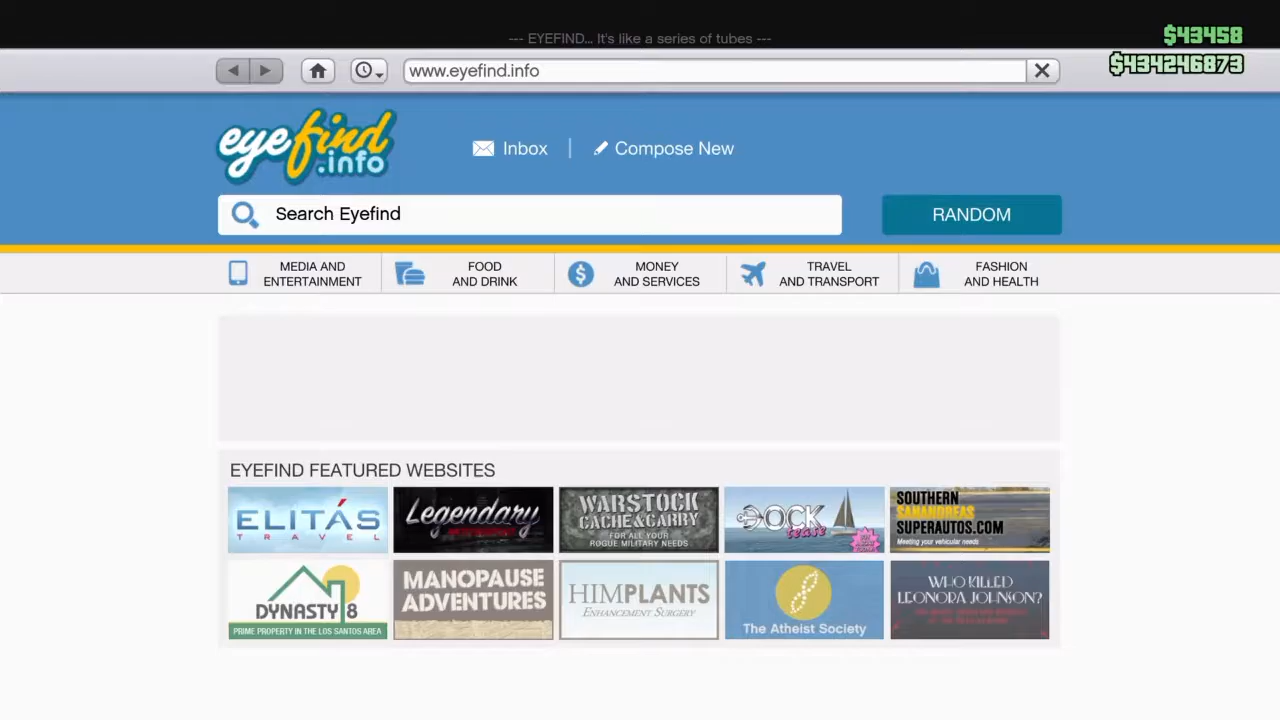 --- EYEFIND... It's like a series of tubes ---
$43458
$434246873
www.eyefind.info
eyefind
.info
Inbox
Compose New
Search Eyefind
RANDOM
MEDIA AND
ENTERTAINMENT
FOOD
AND DRINK
MONEY
AND SERVICES
TRAVEL
AND TRANSPORT
FASHION
AND HEALTH
EYEFIND FEATURED WEBSITES
ELITÁS
TRAVEL
Legendary
WARSTOCK
CACHE&CARRY
FOR ALL YOUR
ROGUE MILITARY NEEDS
DOCK
tease
SOUTHERN
SANANDREAS
SUPERAUTOS.COM
Meeting your vehicular needs
DYNASTY 8
PRIME PROPERTY IN THE LOS SANTOS AREA
MANOPAUSE
ADVENTURES
HIMPLANTS
ENHANCEMENT SURGERY
The Atheist Society
WHO KILLED
LEONORA JOHNSON?